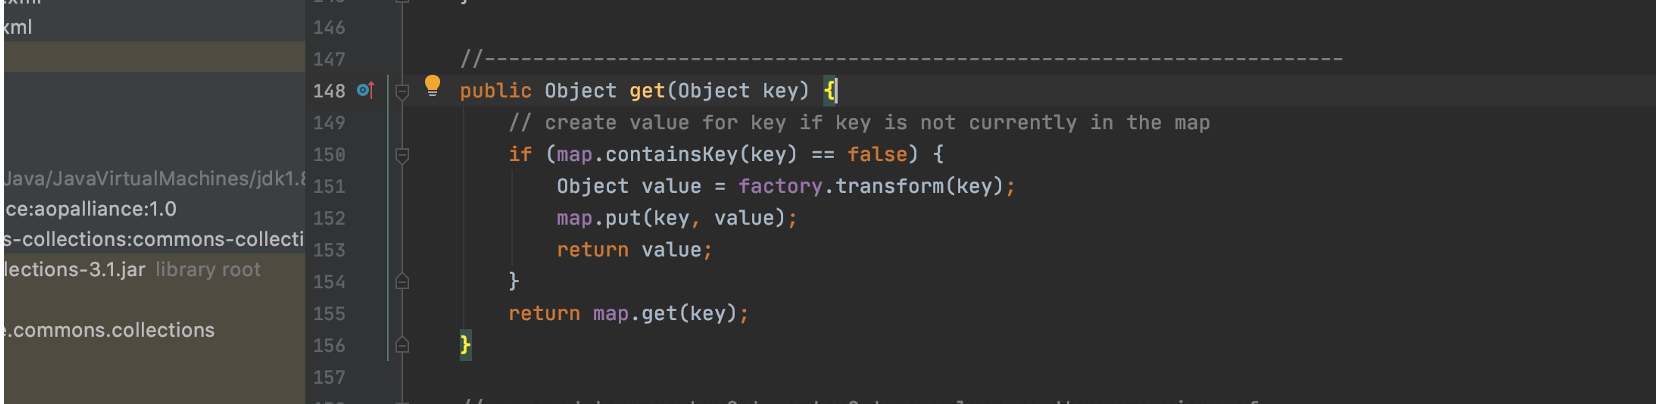 xml
146
147 //-----------------------------------------------------------------------
148 public Object get(Object key) {
149 // create value for key if key is not currently in the map
150 if (map.containsKey(key) == false) {
Java/JavaVirtualMachines/jdk1.8
151 Object value = factory.transform(key);
ce:aopalliance:1.0
152 map.put(key, value);
s-collections:commons-collecti
153 return value;
llections-3.1.jar library root
154 }
155 return map.get(key);
e.commons.collections
156 }
157